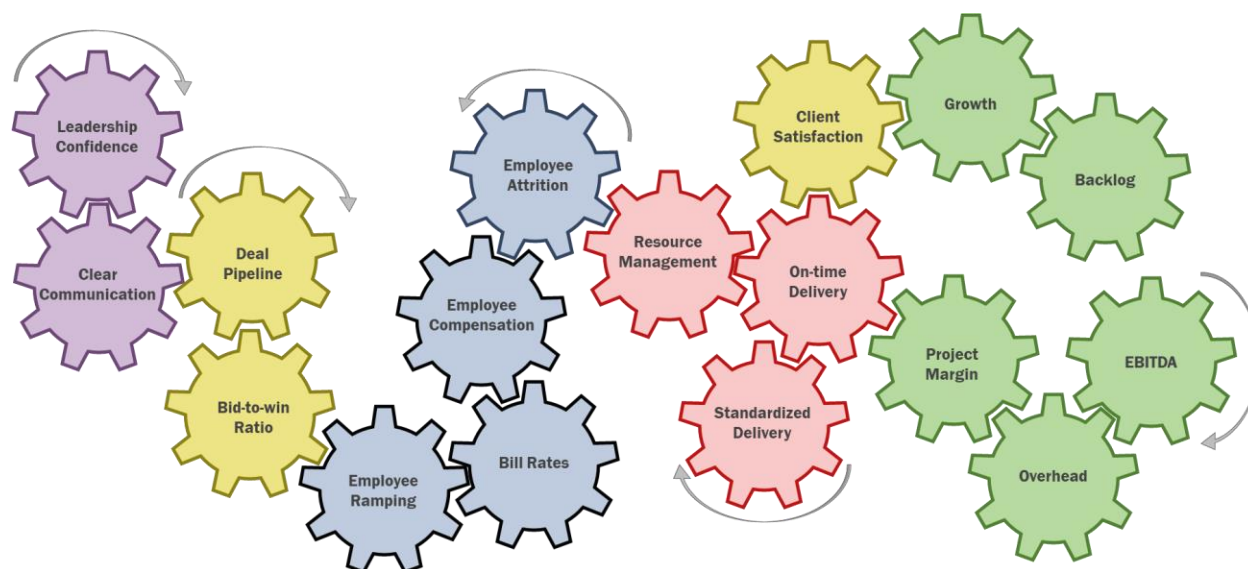 Leadership
Confidence
Clear
Communication
Deal
Pipeline
Bid-to-win
Ratio
Employee
Ramping
Bill Rates
Employee
Compensation
Employee
Attrition
Resource
Management
On-time
Delivery
Standardized
Delivery
Client
Satisfaction
Growth
Backlog
Project
Margin
Overhead
EBITDA